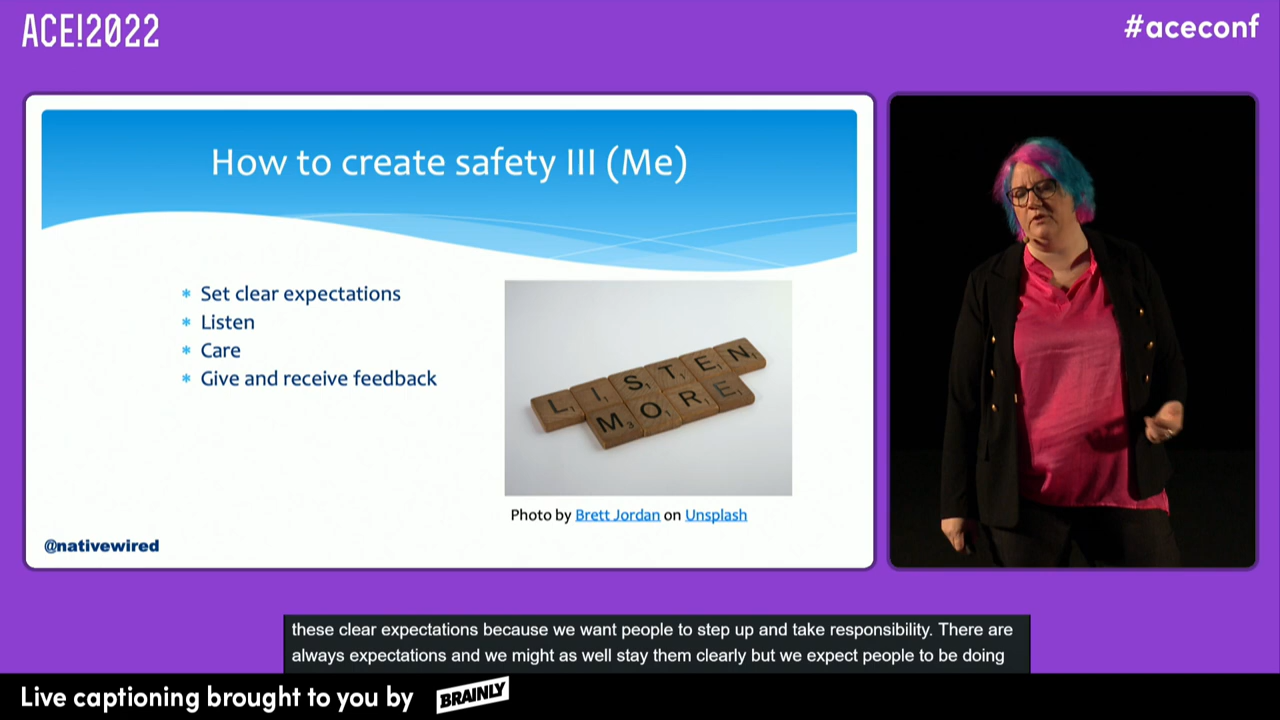 ACE!2022
#aceconf
How to create safety III (Me)
* Set clear expectations
* Listen
* Care
* Give and receive feedback
LISTEN
MORE
Photo by Brett Jordan on Unsplash
@nativewired
these clear expectations because we want people to step up and take responsibility. There are
always expectations and we might as well stay them clearly but we expect people to be doing
Live captioning brought to you by BRAINLY